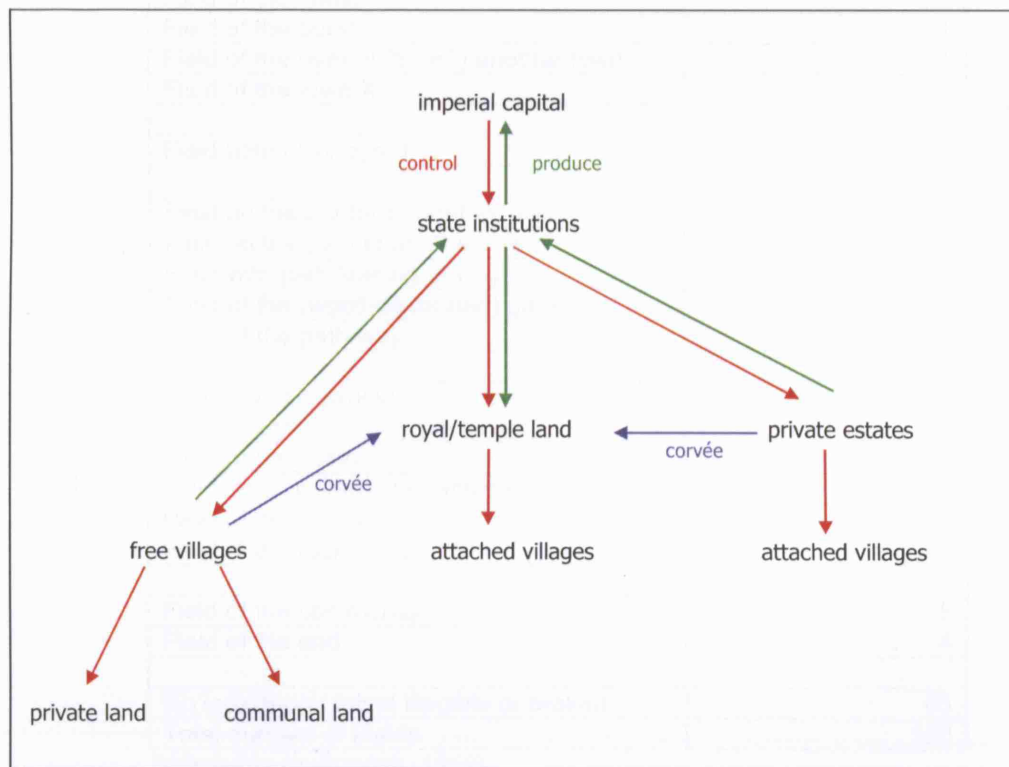 imperial capital
control
produce
state institutions
royal/temple land
private estates
corvée
corvée
free villages
attached villages
attached villages
private land
communal land